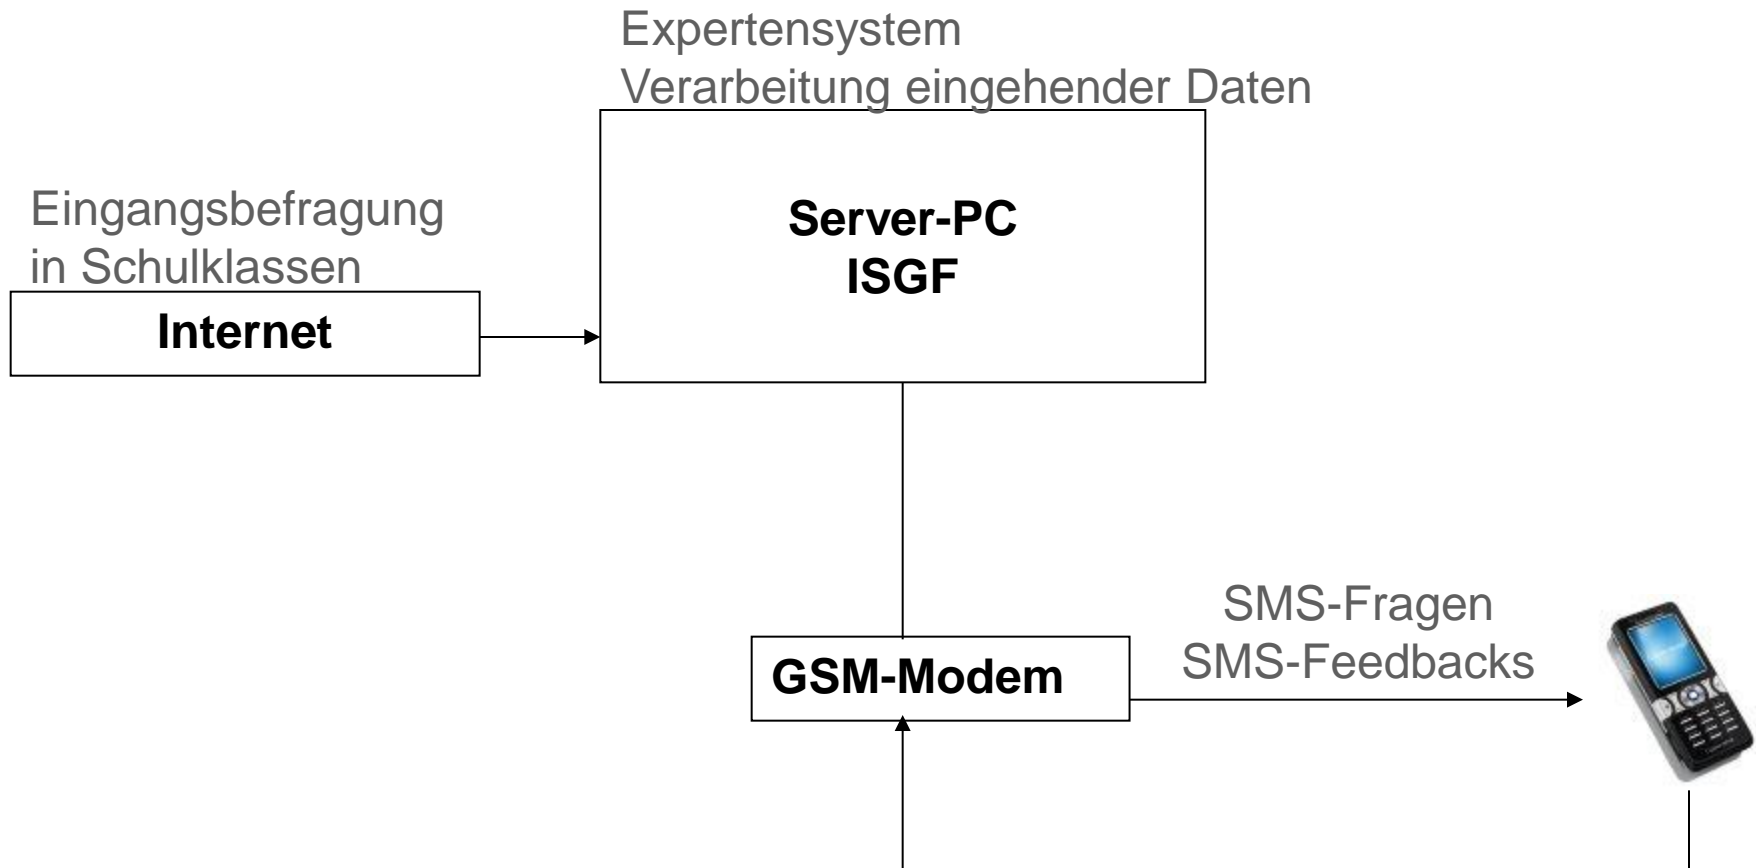 Expertensystem
Verarbeitung eingehender Daten
Eingangsbefragung
in Schulklassen
Internet
Server-PC
ISGF
SMS-Fragen
SMS-Feedbacks
GSM-Modem